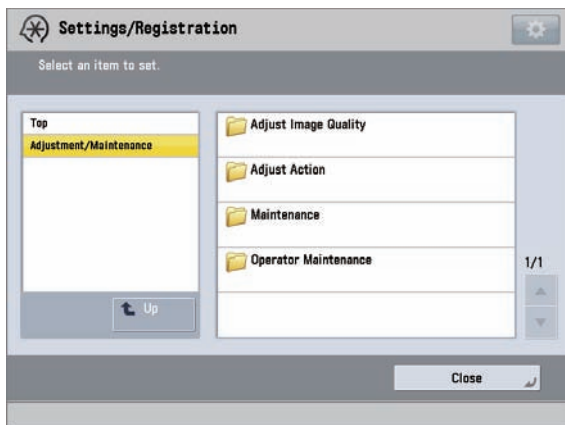 Settings/Registration
Select an item to set.
Top
Adjustment/Maintenance
Up
Adjust Image Quality
Adjust Action
Maintenance
Operator Maintenance
1/1
Close